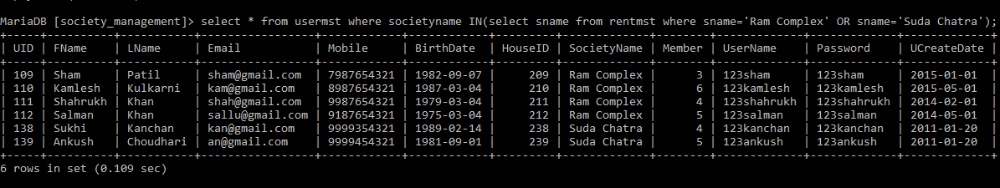 MariaDB [society_management]> select * from usermst where societyname IN(select sname from rentmst where sname='Ram Complex' OR sname='Suda Chatra');
+-----+----------+-----------+-----------------+------------+------------+---------+-------------+--------+-------------+-------------+-------------+
| UID | FName    | LName     | Email           | Mobile     | BirthDate  | HouseID | SocietyName | Member | UserName    | Password    | UCreateDate |
+-----+----------+-----------+-----------------+------------+------------+---------+-------------+--------+-------------+-------------+-------------+
| 109 | Sham     | Patil     | sham@gmail.com  | 7987654321 | 1982-09-07 |     209 | Ram Complex |      3 | 123sham     | 123sham     | 2015-01-01  |
| 110 | Kamlesh  | Kulkarni  | kam@gmail.com   | 8987654321 | 1987-03-04 |     210 | Ram Complex |      6 | 123kamlesh  | 123kamlesh  | 2015-05-01  |
| 111 | Shahrukh | Khan      | shah@gmail.com  | 9987654321 | 1979-03-04 |     211 | Ram Complex |      4 | 123shahrukh | 123shahrukh | 2014-02-01  |
| 112 | Salman   | Khan      | sallu@gmail.com | 9187654321 | 1975-03-04 |     212 | Ram Complex |      5 | 123salman   | 123salman   | 2014-05-01  |
| 138 | Sukhi    | Kanchan   | kan@gmail.com   | 9999354321 | 1989-02-14 |     238 | Suda Chatra |      4 | 123kanchan  | 123kanchan  | 2011-01-20  |
| 139 | Ankush   | Choudhari | an@gmail.com    | 9999454321 | 1981-09-01 |     239 | Suda Chatra |      5 | 123ankush   | 123ankush   | 2011-01-20  |
+-----+----------+-----------+-----------------+------------+------------+---------+-------------+--------+-------------+-------------+-------------+
6 rows in set (0.109 sec)